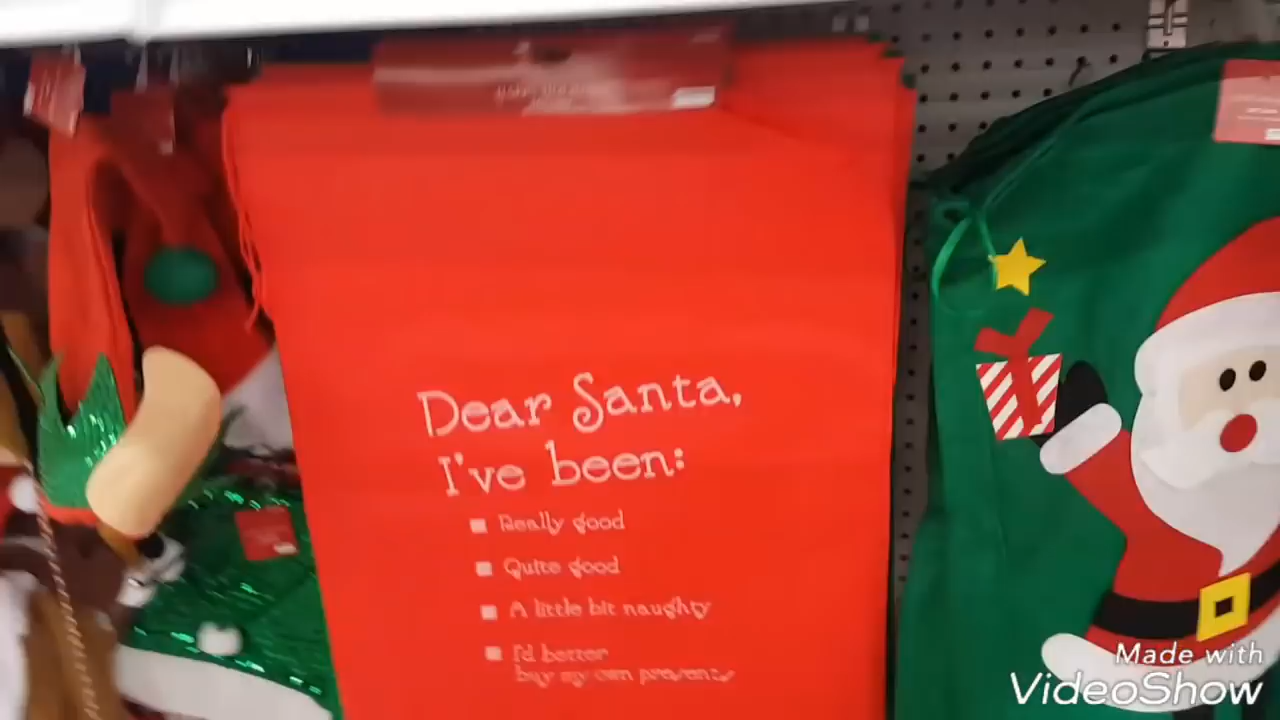 Dear Santa,
I've been:
Really good
Quite good
A little bit naughty
I'd better
buy my own presents
Made with
VideoShow